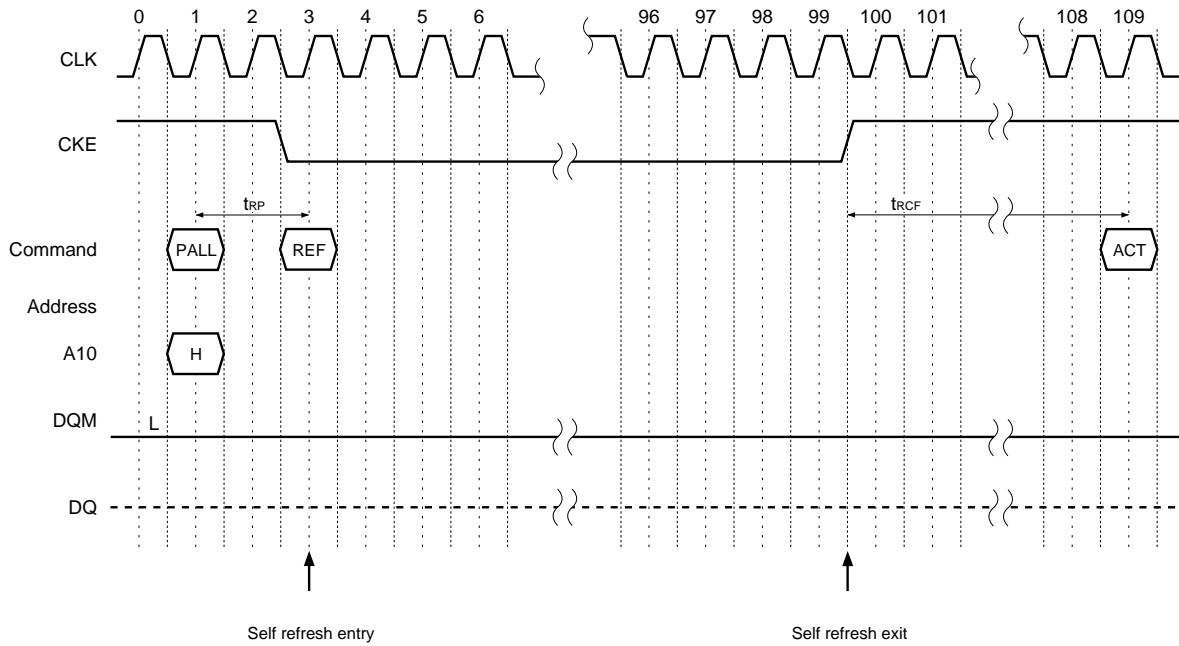 0 1 2 3 4 5 6 96 97 98 99 100 101 108 109
CLK
CKE
tRP tRCF
Command PALL REF ACT
Address
A10 H
DQM L
DQ
Self refresh entry Self refresh exit